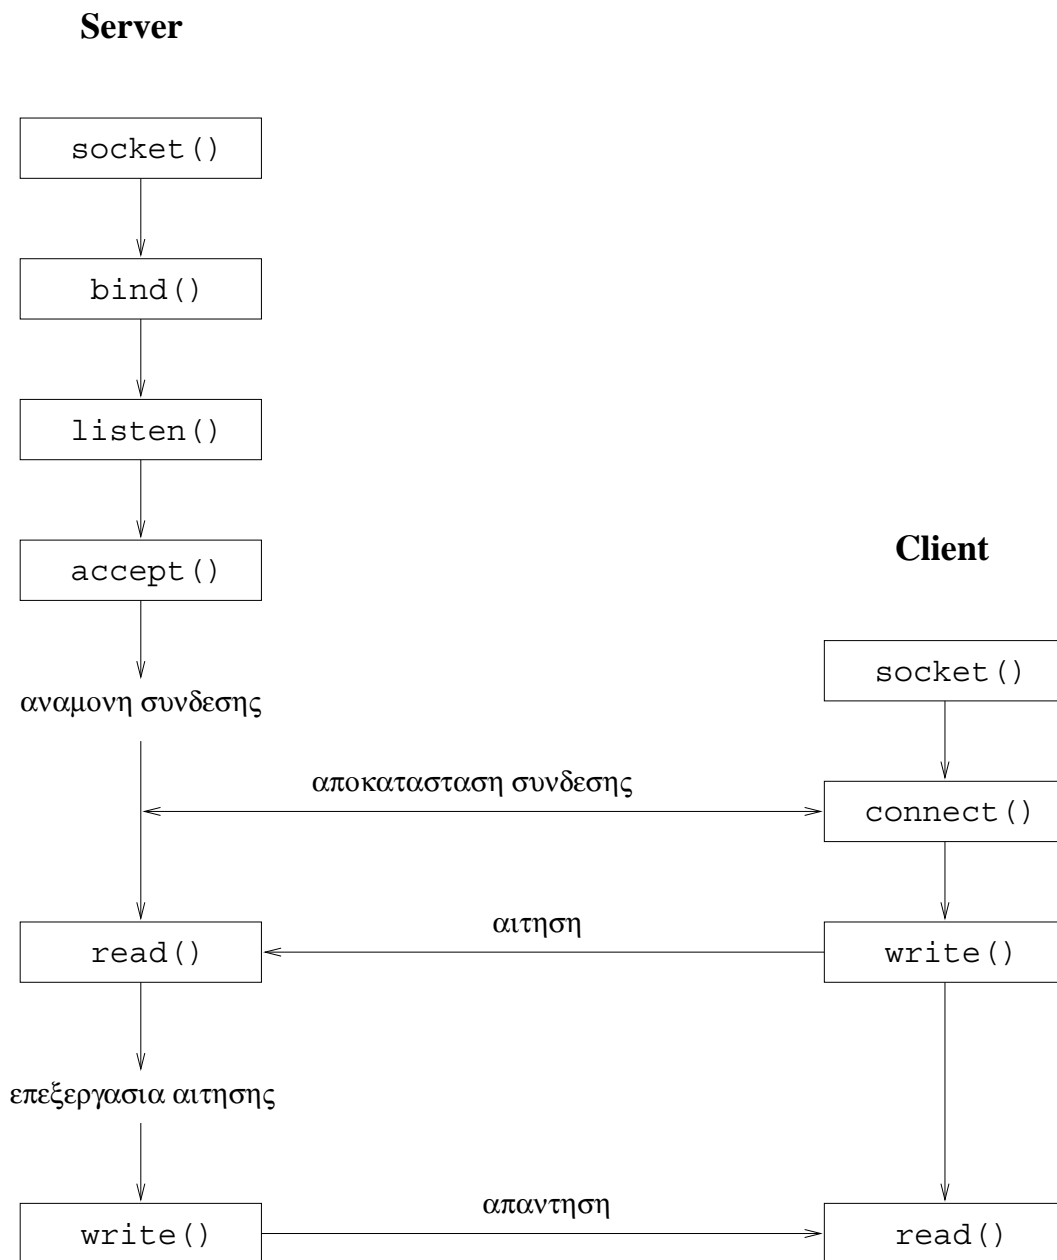 Server
socket()
bind()
listen()
accept()
Client
socket()
αναμονη συνδεσης
αποκατασταση συνδεσης
connect()
αιτηση
read()
write()
επεξεργασια αιτησης
απαντηση
write()
read()